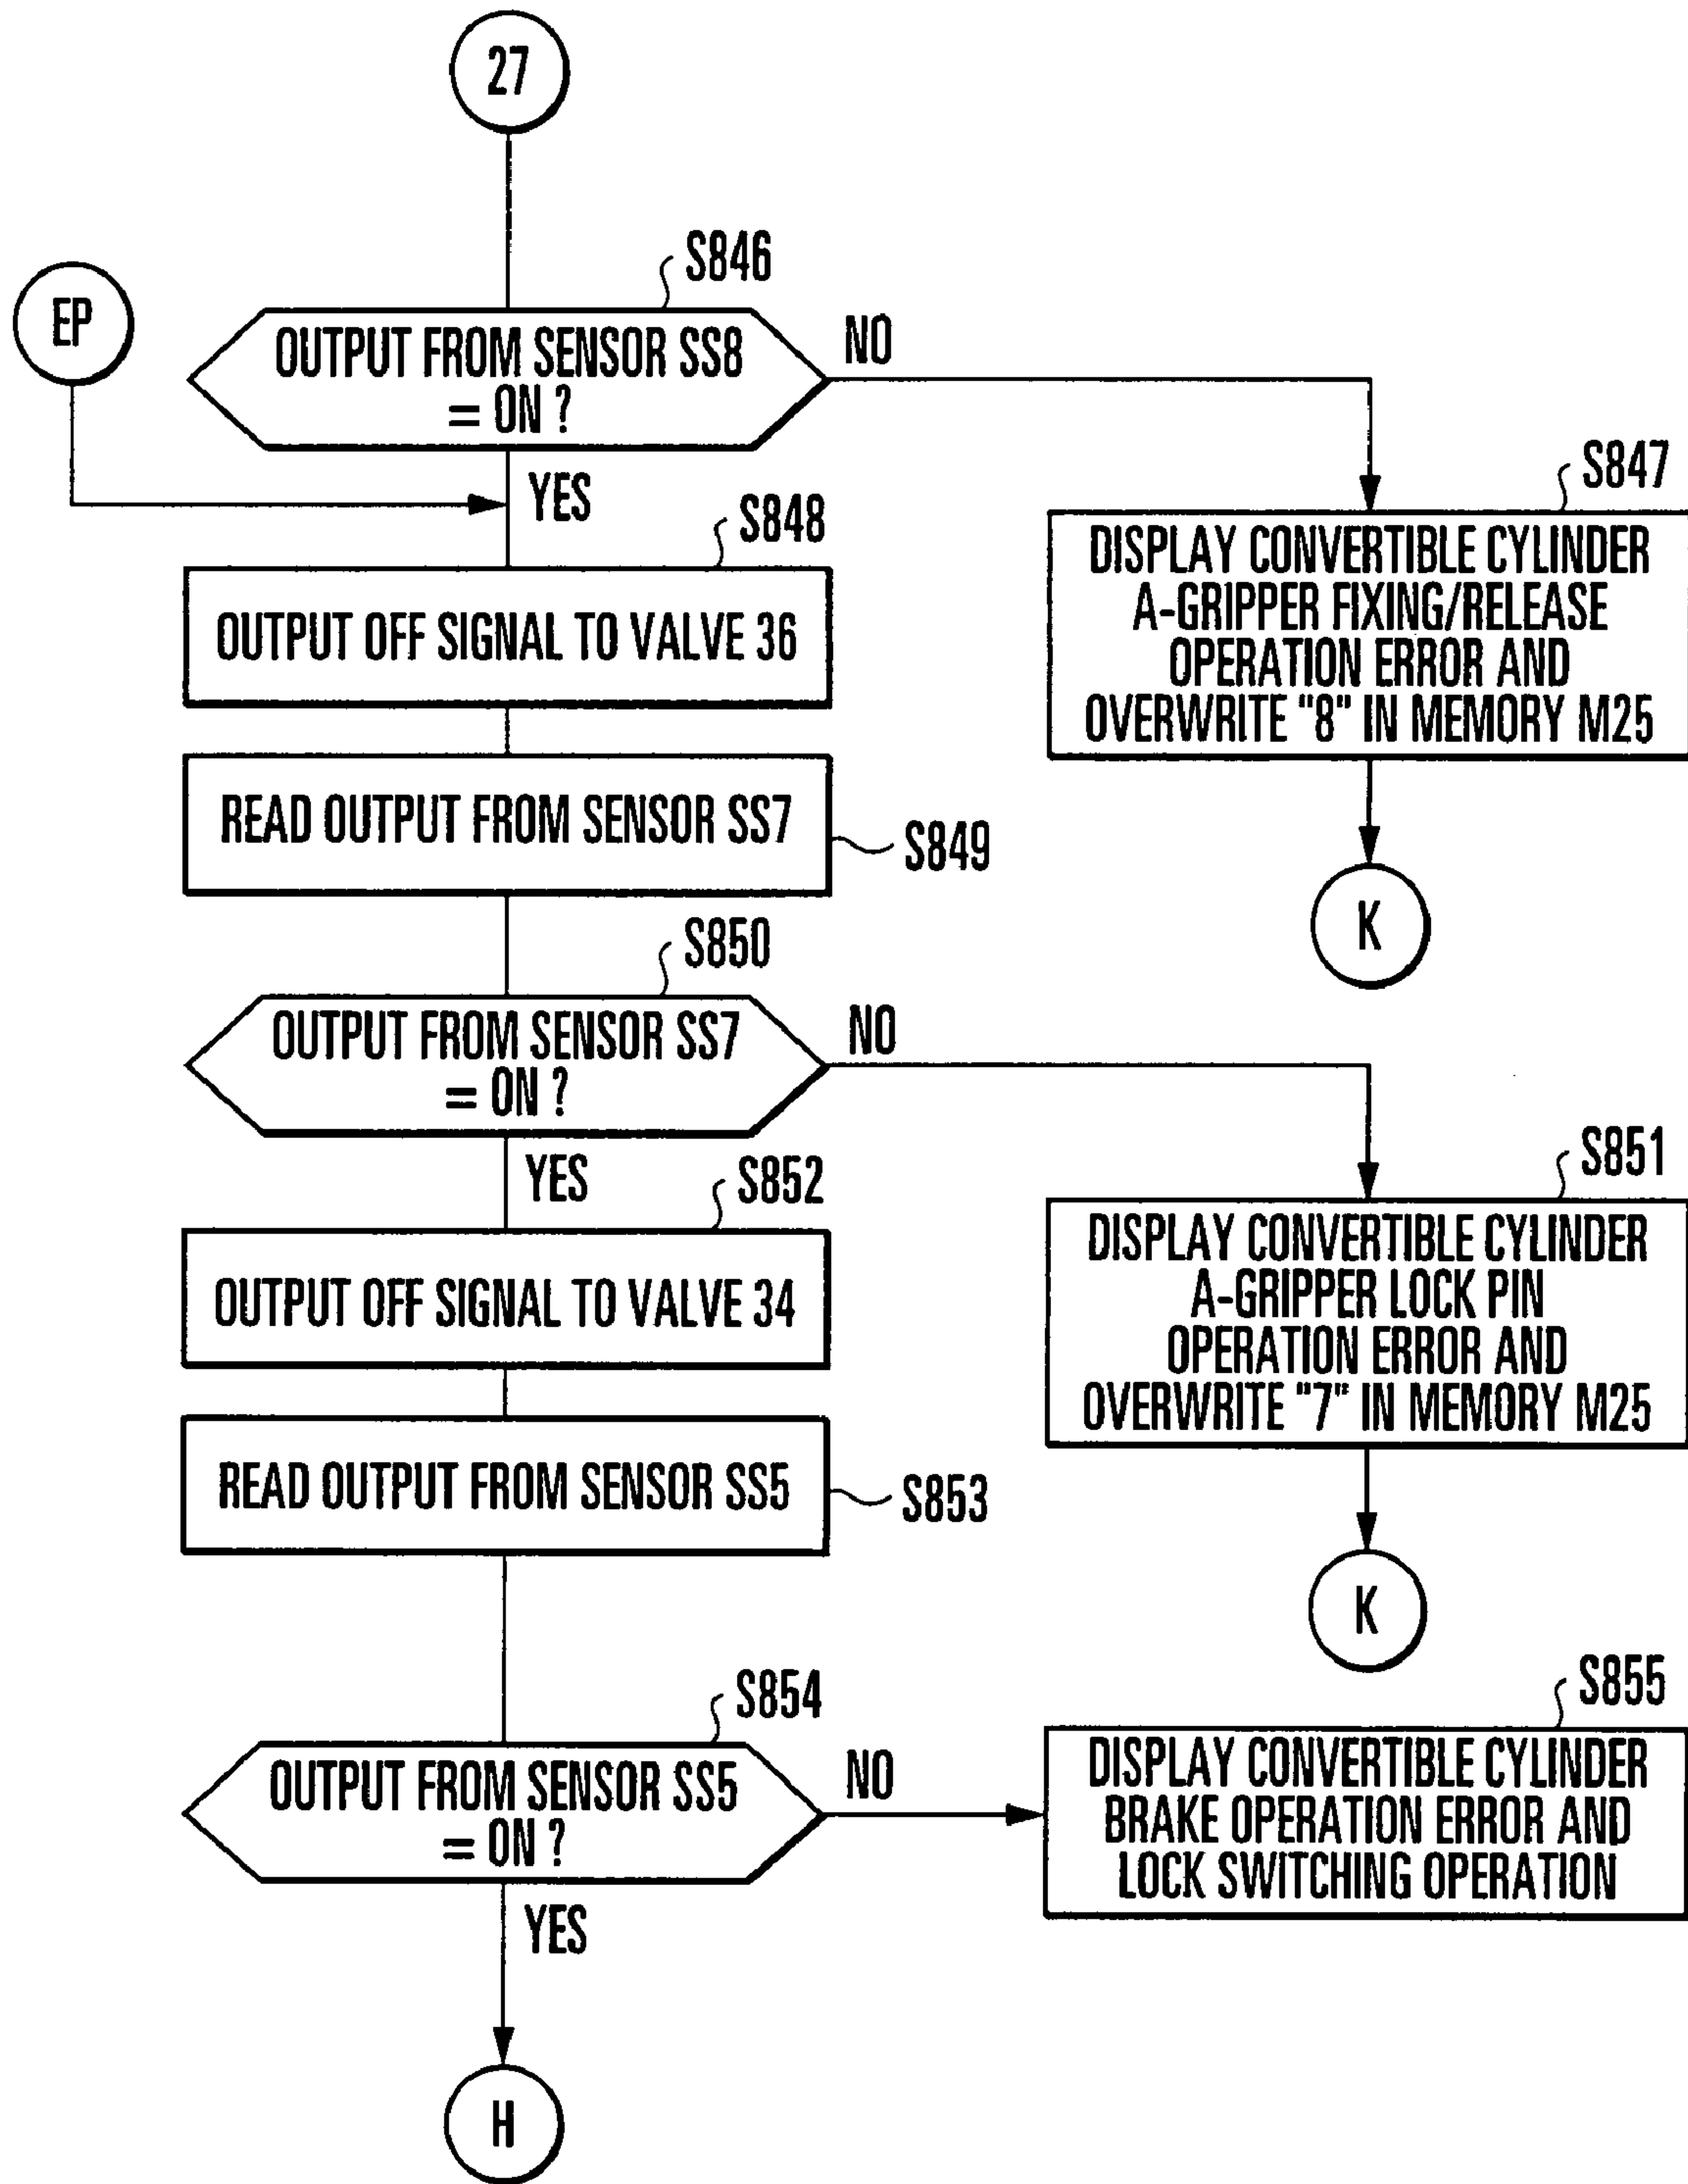 27
S846
EP
OUTPUT FROM SENSOR SS8
= ON ?
NO
YES
S847
DISPLAY CONVERTIBLE CYLINDER
A-GRIPPER FIXING/RELEASE
OPERATION ERROR AND
OVERWRITE "8" IN MEMORY M25
K
S848
OUTPUT OFF SIGNAL TO VALVE 36
READ OUTPUT FROM SENSOR SS7
S849
S850
OUTPUT FROM SENSOR SS7
= ON ?
NO
YES
S851
DISPLAY CONVERTIBLE CYLINDER
A-GRIPPER LOCK PIN
OPERATION ERROR AND
OVERWRITE "7" IN MEMORY M25
K
S852
OUTPUT OFF SIGNAL TO VALVE 34
READ OUTPUT FROM SENSOR SS5
S853
S854
OUTPUT FROM SENSOR SS5
= ON ?
NO
S855
DISPLAY CONVERTIBLE CYLINDER
BRAKE OPERATION ERROR AND
LOCK SWITCHING OPERATION
YES
H